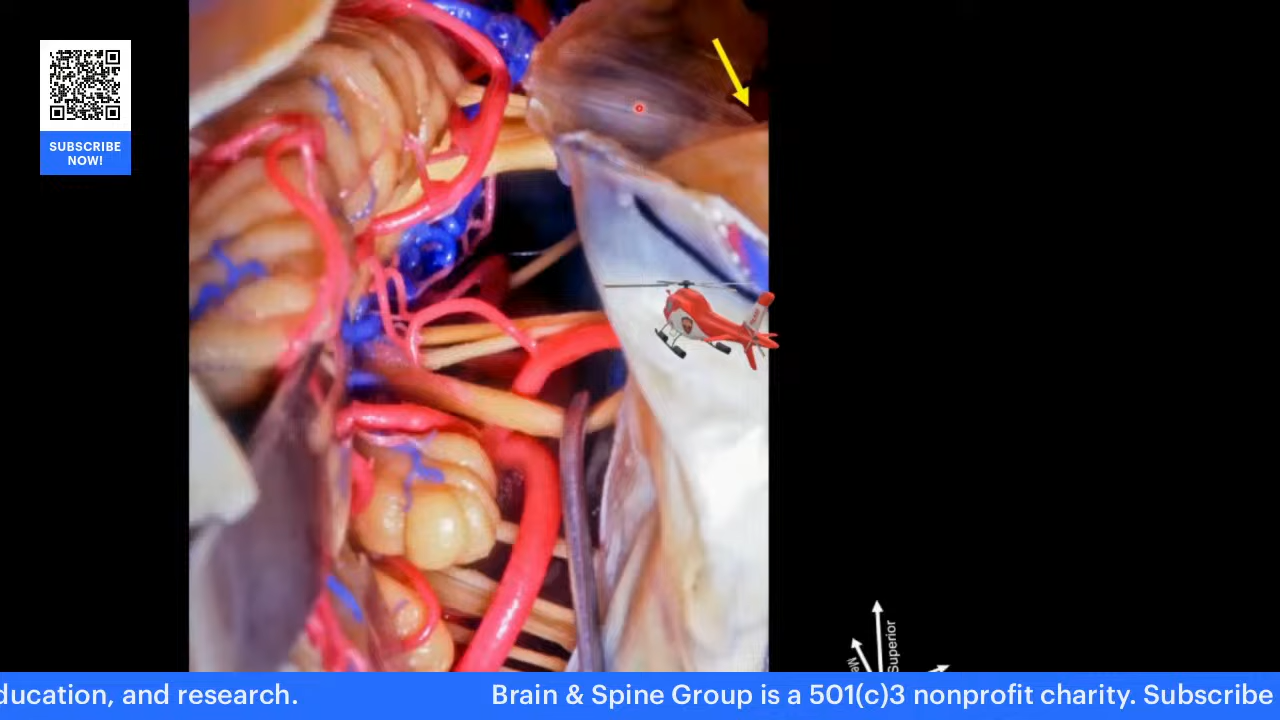 SUBSCRIBE
NOW!
Superior
ducation, and research.
Brain & Spine Group is a 501(c)3 nonprofit charity. Subscribe